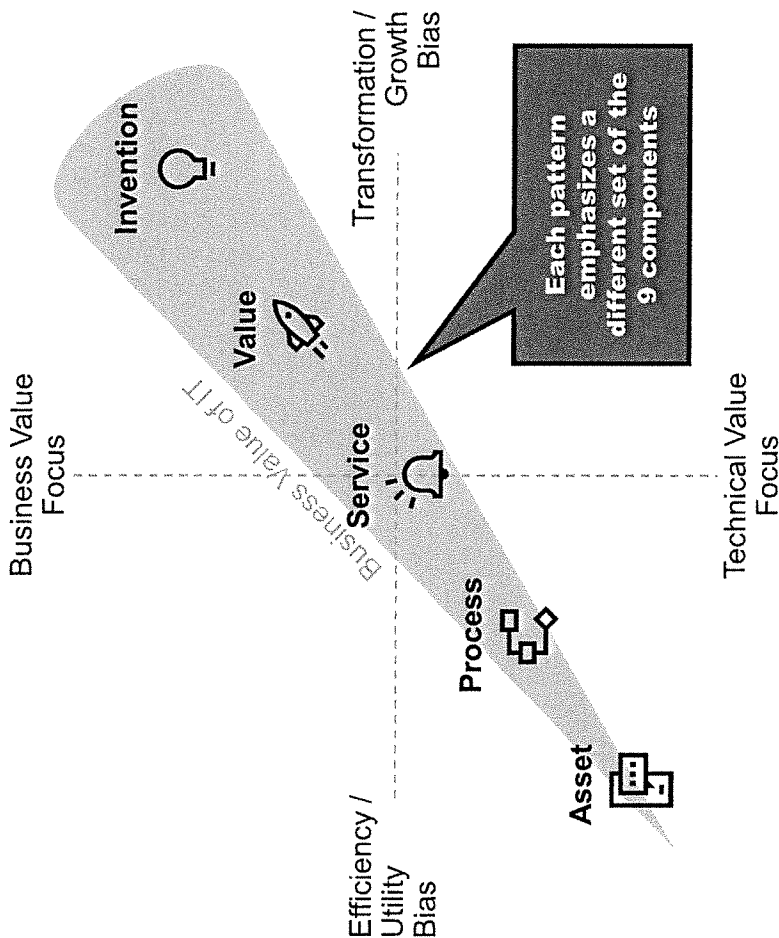 Business Value
Focus
Invention
Value
Business Value of IT
Service
Efficiency /
Utility
Bias
Transformation /
Growth
Bias
Process
Asset
Each pattern
emphasizes a
different set of the
9 components
Technical Value
Focus